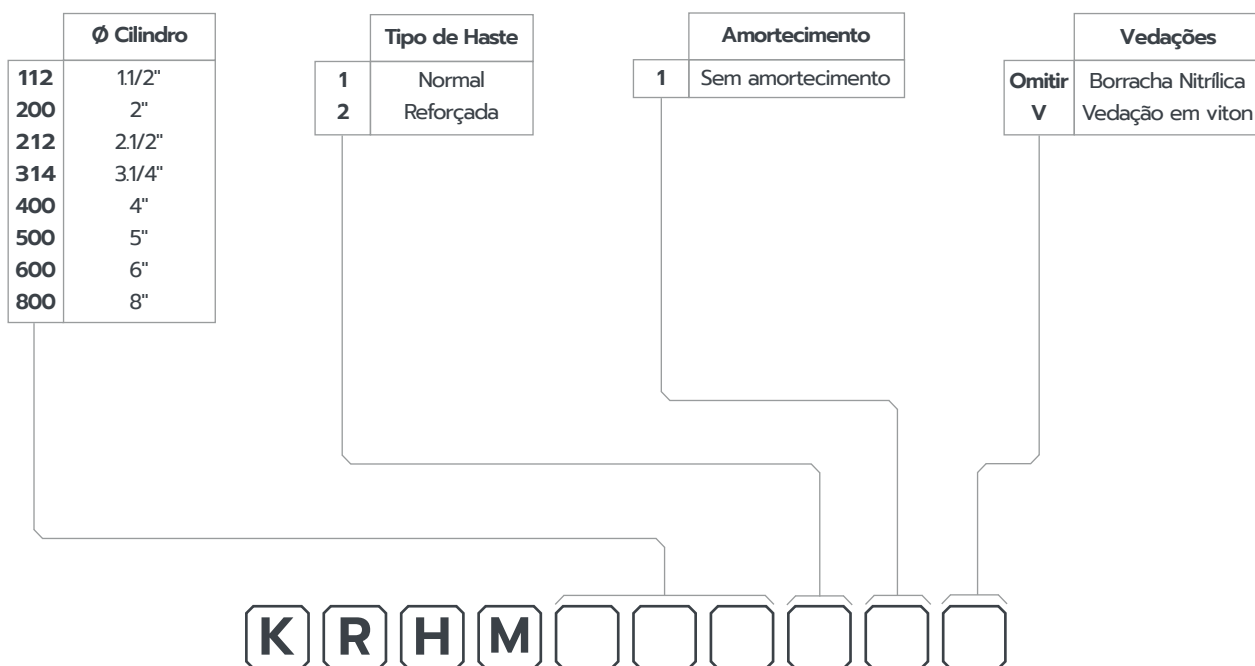 Ø Cilindro
112 1.1/2"
200 2"
212 2.1/2"
314 3.1/4"
400 4"
500 5"
600 6"
800 8"
Tipo de Haste
1 Normal
2 Reforçada
Amortecimento
1 Sem amortecimento
Vedações
Omitir Borracha Nitrílica
V Vedação em viton
K R H M